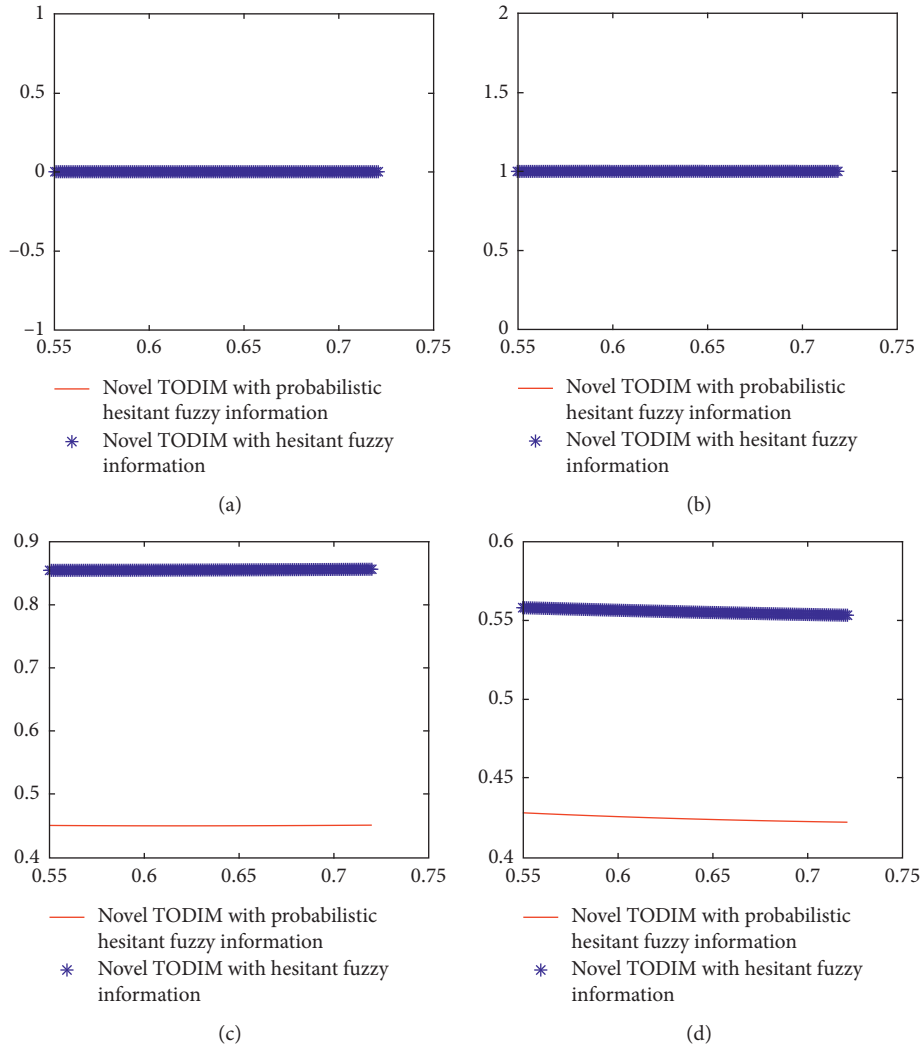 1
0.5
0
−0.5
−1
0.55 0.6 0.65 0.7 0.75
Novel TODIM with probabilistic
hesitant fuzzy information
Novel TODIM with hesitant fuzzy
information
(a)
2
1.5
1
0.5
0
0.55 0.6 0.65 0.7 0.75
Novel TODIM with probabilistic
hesitant fuzzy information
Novel TODIM with hesitant fuzzy
information
(b)
0.9
0.8
0.7
0.6
0.5
0.4
0.55 0.6 0.65 0.7 0.75
Novel TODIM with probabilistic
hesitant fuzzy information
Novel TODIM with hesitant fuzzy
information
(c)
0.6
0.55
0.5
0.45
0.4
0.55 0.6 0.65 0.7 0.75
Novel TODIM with probabilistic
hesitant fuzzy information
Novel TODIM with hesitant fuzzy
information
(d)